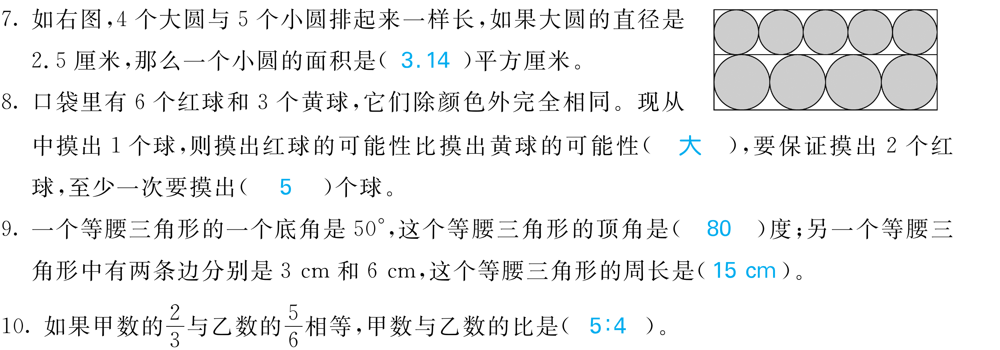 7. 如右图,4 个大圆与 5 个小圆排起来一样长,如果大圆的直径是
2.5 厘米,那么一个小圆的面积是( 3.14 )平方厘米。
8. 口袋里有 6 个红球和 3 个黄球,它们除颜色外完全相同。现从
中摸出 1 个球,则摸出红球的可能性比摸出黄球的可能性( 大 ),要保证摸出 2 个红
球,至少一次要摸出( 5 )个球。
9. 一个等腰三角形的一个底角是 50°,这个等腰三角形的顶角是( 80 )度;另一个等腰三
角形中有两条边分别是 3 cm 和 6 cm,这个等腰三角形的周长是( 15 cm )。
10. 如果甲数的 2/3 与乙数的 5/6 相等,甲数与乙数的比是( 5∶4 )。